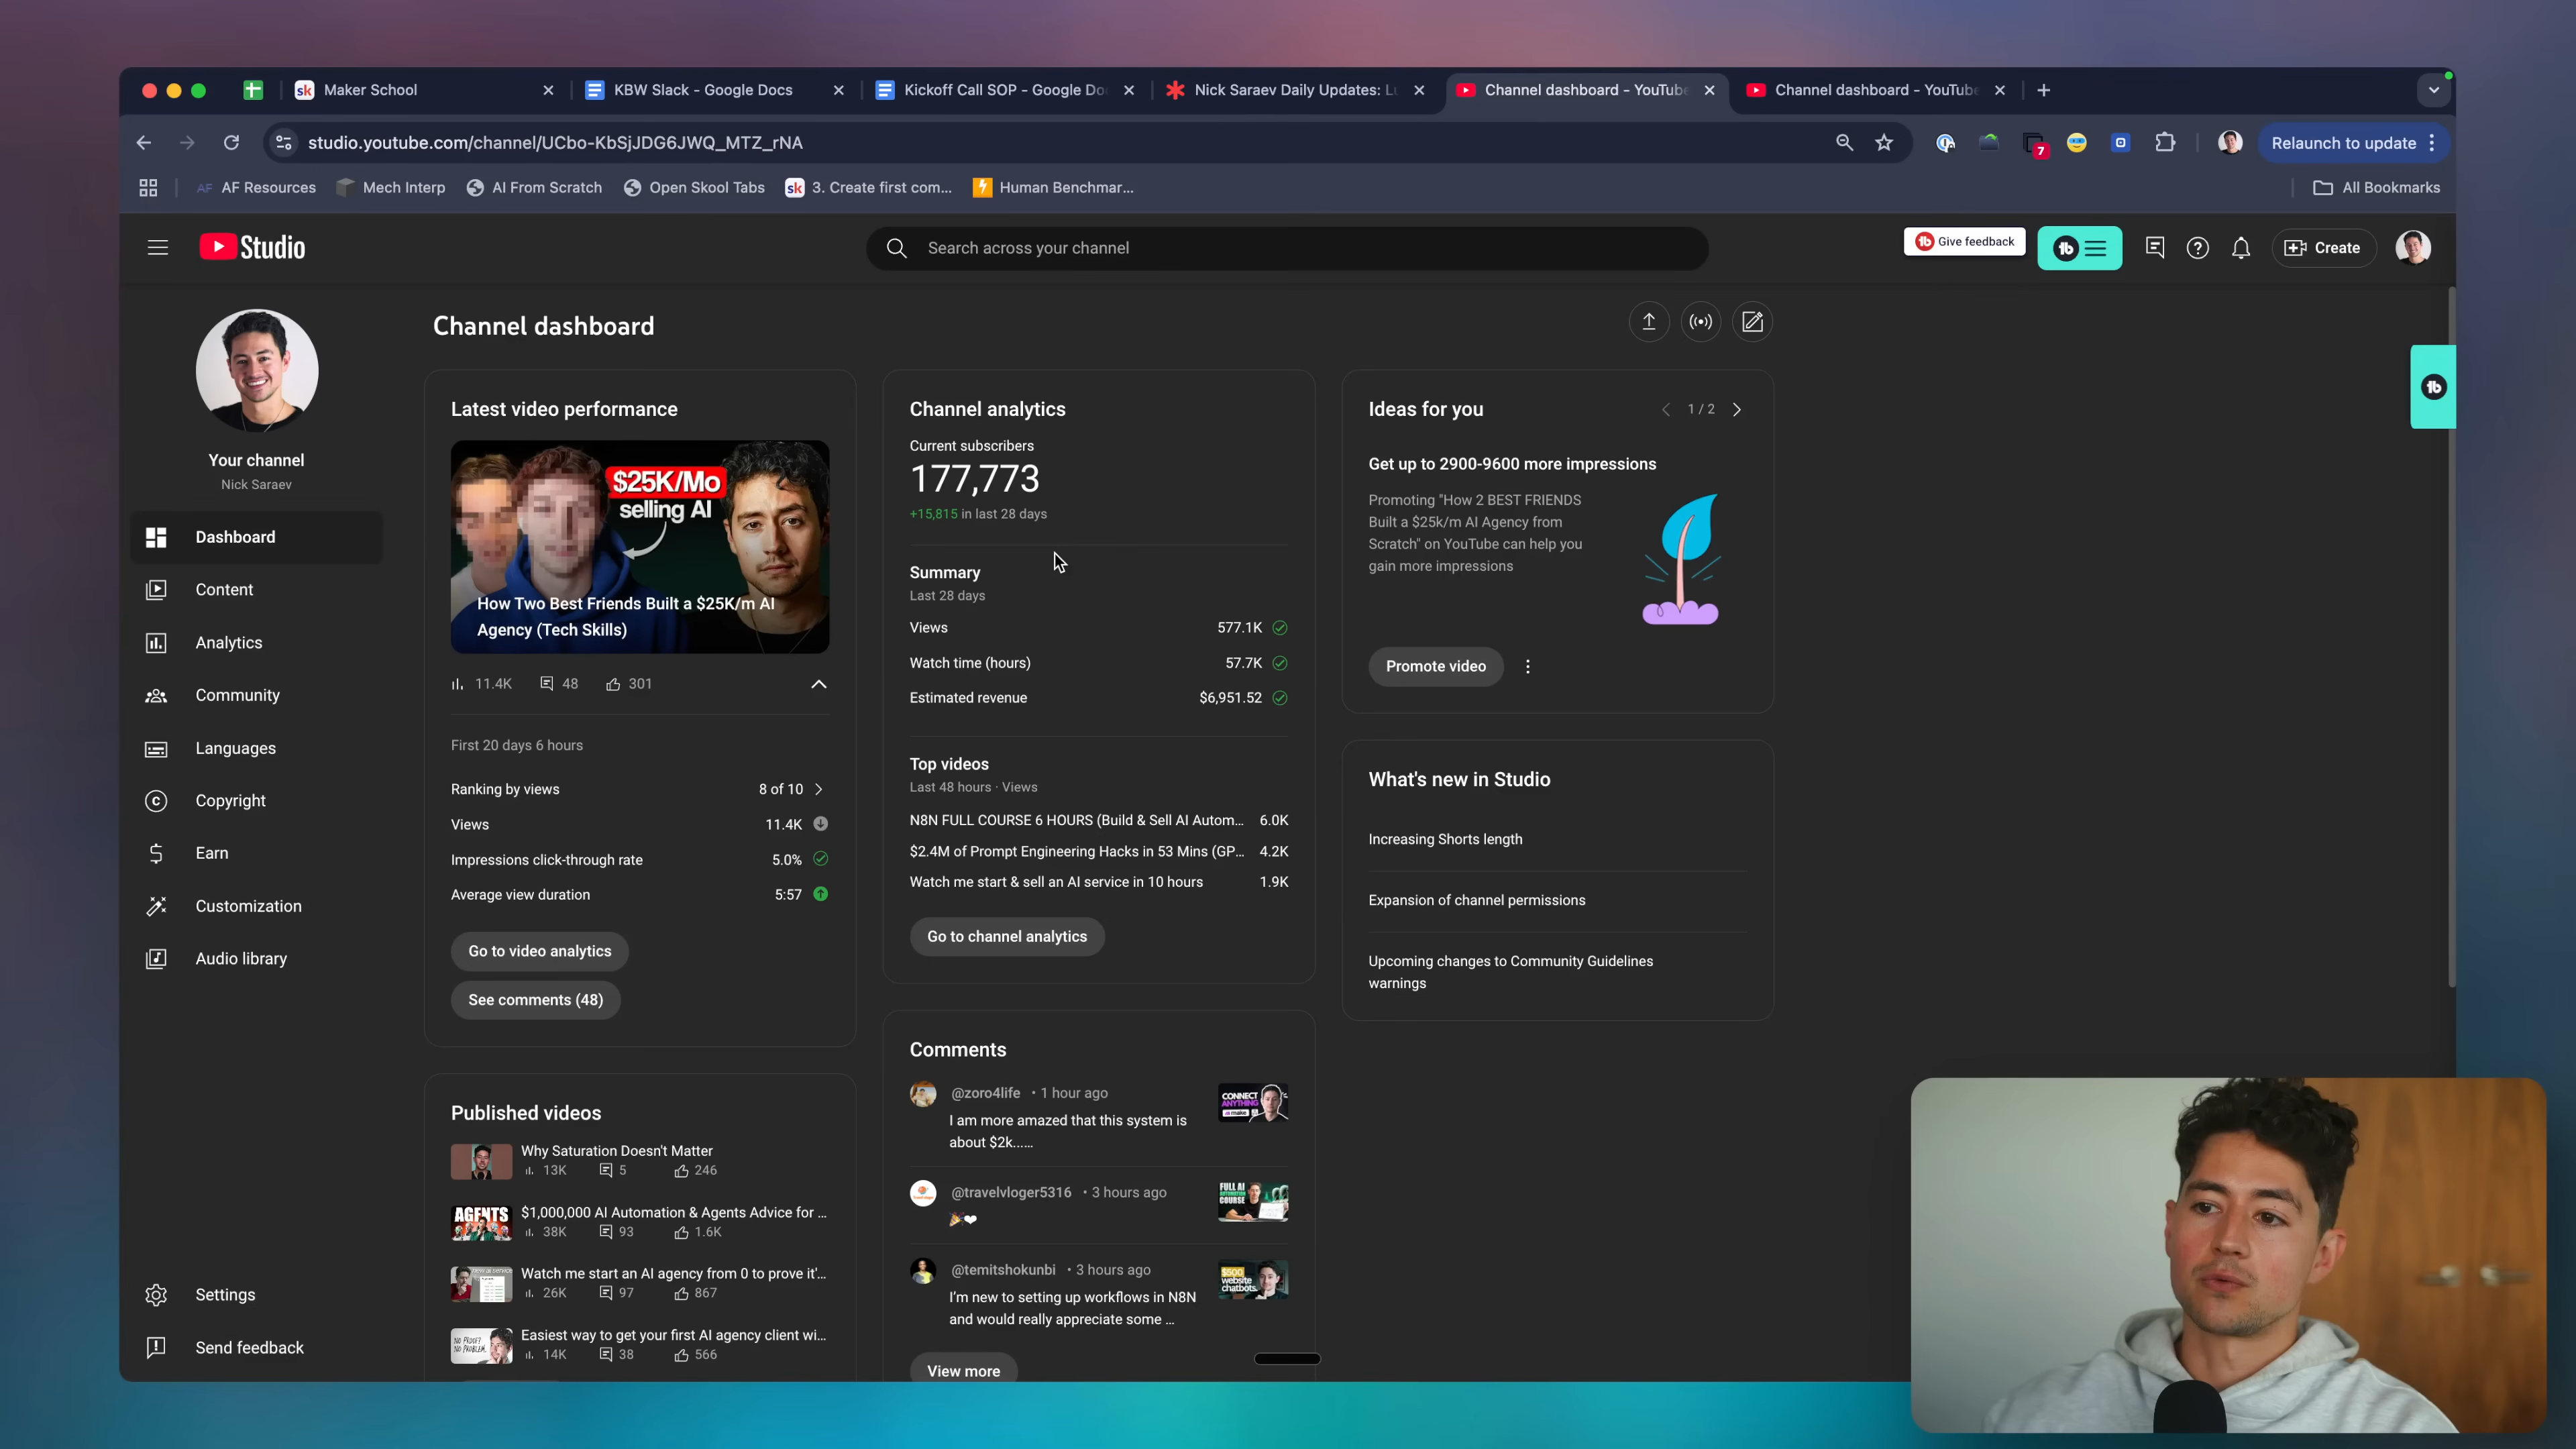 Maker School
KBW Slack - Google Docs
Kickoff Call SOP - Google Do
Nick Saraev Daily Updates: L
Channel dashboard - YouTube
Channel dashboard - YouTube
studio.youtube.com/channel/UCbo-KbSjJDG6JWQ_MTZ_rNA
7
Relaunch to update
AF AF Resources
Mech Interp
AI From Scratch
Open Skool Tabs
sk 3. Create first com...
Human Benchmar...
All Bookmarks
Studio
Search across your channel
Give feedback
Create
Your channel
Nick Saraev
Dashboard
Content
Analytics
Community
Languages
Copyright
Earn
Customization
Audio library
Settings
Send feedback
Channel dashboard
Latest video performance
$25K/Mo
selling AI
How Two Best Friends Built a $25K/m AI
Agency (Tech Skills)
11.4K 48 301
First 20 days 6 hours
Ranking by views 8 of 10
Views 11.4K
Impressions click-through rate 5.0%
Average view duration 5:57
Go to video analytics
See comments (48)
Published videos
Why Saturation Doesn't Matter
13K 5 246
AGENTS
$1,000,000 AI Automation & Agents Advice for ...
38K 93 1.6K
Watch me start an AI agency from 0 to prove it'...
26K 97 867
NO PROOF?
NO PROBLEM.
Easiest way to get your first AI agency client wi...
14K 38 566
Channel analytics
Current subscribers
177,773
+15,815 in last 28 days
Summary
Last 28 days
Views 577.1K
Watch time (hours) 57.7K
Estimated revenue $6,951.52
Top videos
Last 48 hours · Views
N8N FULL COURSE 6 HOURS (Build & Sell AI Autom... 6.0K
$2.4M of Prompt Engineering Hacks in 53 Mins (GP... 4.2K
Watch me start & sell an AI service in 10 hours 1.9K
Go to channel analytics
Comments
@zoro4life • 1 hour ago
I am more amazed that this system is
about $2k......
CONNECT
ANYTHING
@travelvloger5316 • 3 hours ago
🎉❤
FULL AI
AUTOMATION
COURSE
@temitshokunbi • 3 hours ago
I'm new to setting up workflows in N8N
and would really appreciate some ...
$500
website
chatbots.
View more
Ideas for you
1 / 2
Get up to 2900-9600 more impressions
Promoting "How 2 BEST FRIENDS
Built a $25k/m AI Agency from
Scratch" on YouTube can help you
gain more impressions
Promote video
What's new in Studio
Increasing Shorts length
Expansion of channel permissions
Upcoming changes to Community Guidelines
warnings